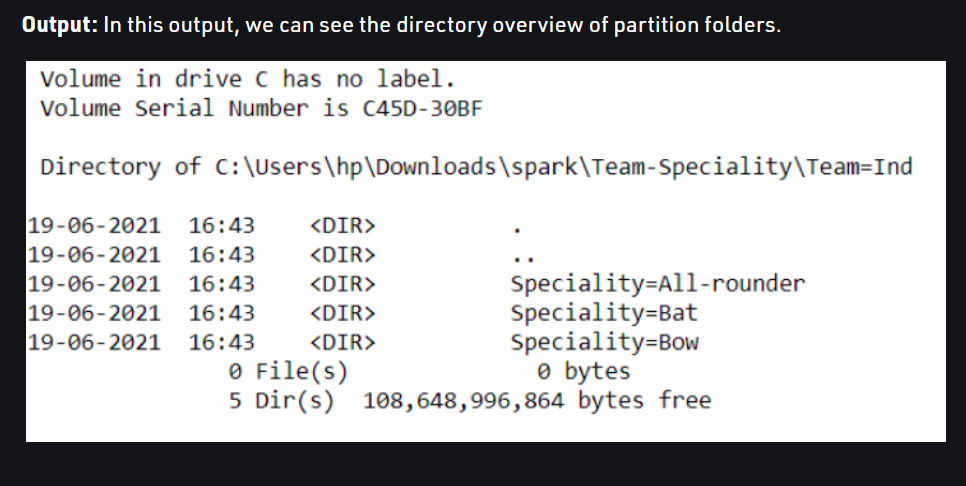 Output: In this output, we can see the directory overview of partition folders.
Volume in drive C has no label.
Volume Serial Number is C45D-30BF
Directory of C:\Users\hp\Downloads\spark\Team-Speciality\Team=Ind
19-06-2021  16:43    <DIR>          .
19-06-2021  16:43    <DIR>          ..
19-06-2021  16:43    <DIR>          Speciality=All-rounder
19-06-2021  16:43    <DIR>          Speciality=Bat
19-06-2021  16:43    <DIR>          Speciality=Bow
0 File(s)              0 bytes
5 Dir(s)  108,648,996,864 bytes free